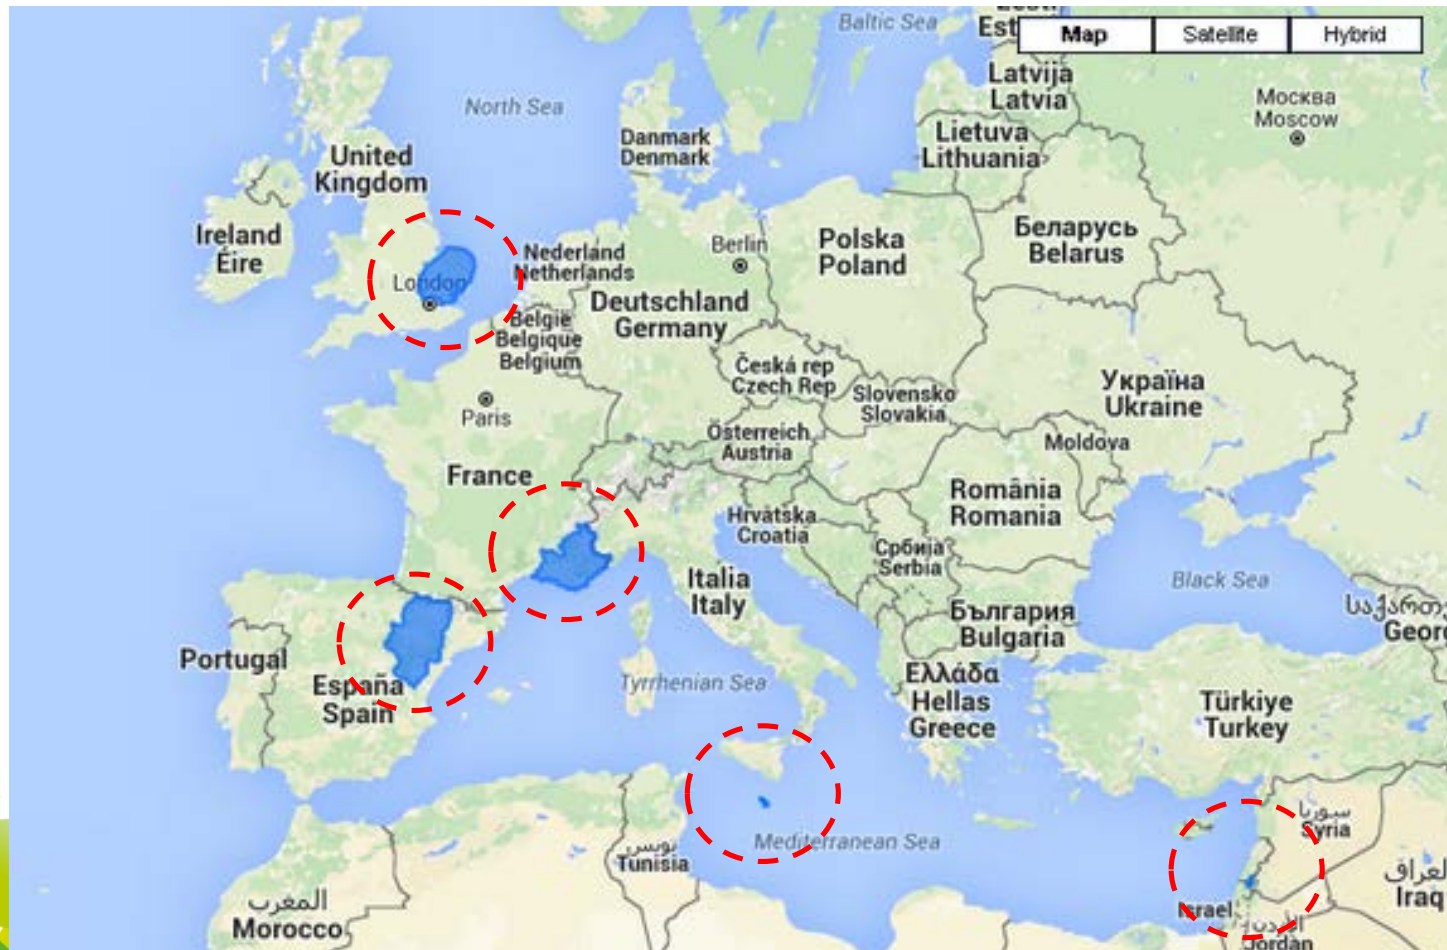 Baltic Sea
Map
Satellite
Hybrid
Latvija
Latvia
Москва
Moscow
North Sea
Danmark
Denmark
Lietuva
Lithuania
United
Kingdom
Беларусь
Belarus
Ireland
Éire
Nederland
Netherlands
Berlin
Polska
Poland
London
Deutschland
Germany
België
Belgique
Belgium
Česká rep
Czech Rep
Slovensko
Slovakia
Україна
Ukraine
Paris
Österreich
Austria
Moldova
France
România
Romania
Hrvatska
Croatia
Србија
Serbia
Italia
Italy
Black Sea
България
Bulgaria
Portugal
España
Spain
Tyrrhenian Sea
Ελλάδα
Hellas
Greece
Türkiye
Turkey
سوريا
Syria
Mediterranean Sea
تونس
Tunisia
العراق
Iraq
المغرب
Morocco
Israel
الأردن
Jordan